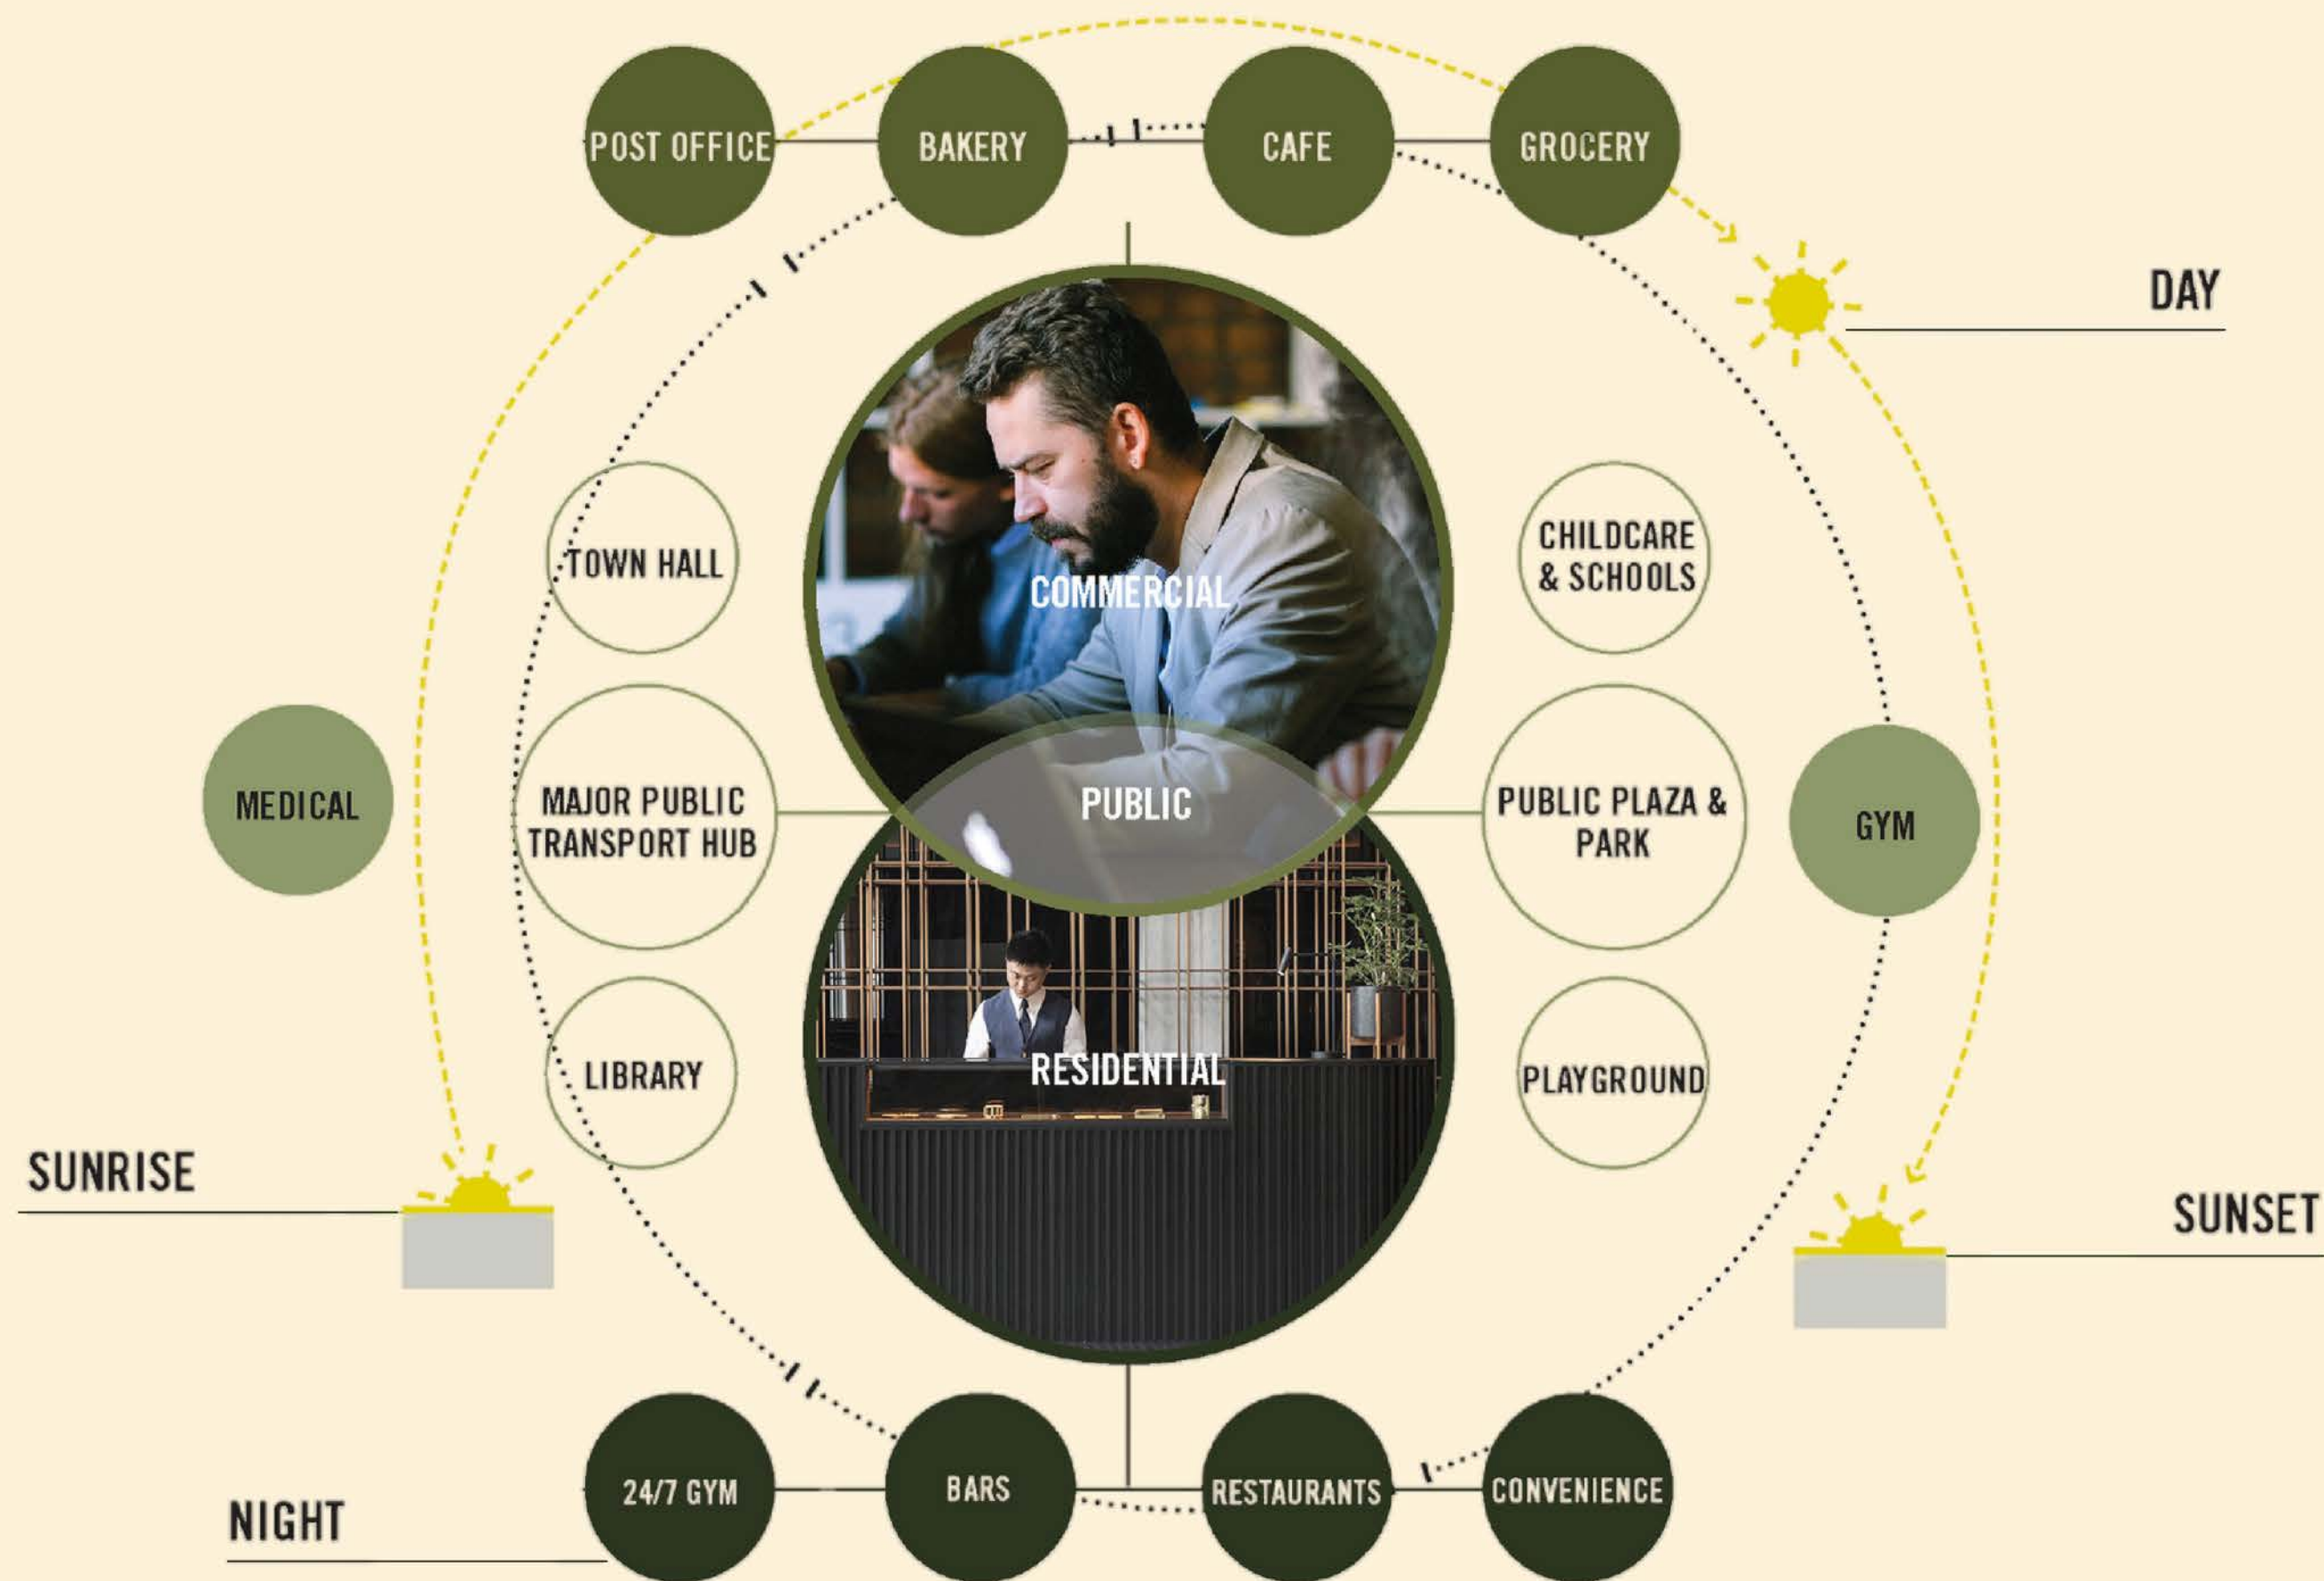 POST OFFICE
BAKERY
CAFE
GROCERY
DAY
TOWN HALL
COMMERCIAL
CHILDCARE
& SCHOOLS
MEDICAL
MAJOR PUBLIC
TRANSPORT HUB
PUBLIC
PUBLIC PLAZA &
PARK
GYM
LIBRARY
RESIDENTIAL
PLAYGROUND
SUNRISE
SUNSET
24/7 GYM
BARS
RESTAURANTS
CONVENIENCE
NIGHT